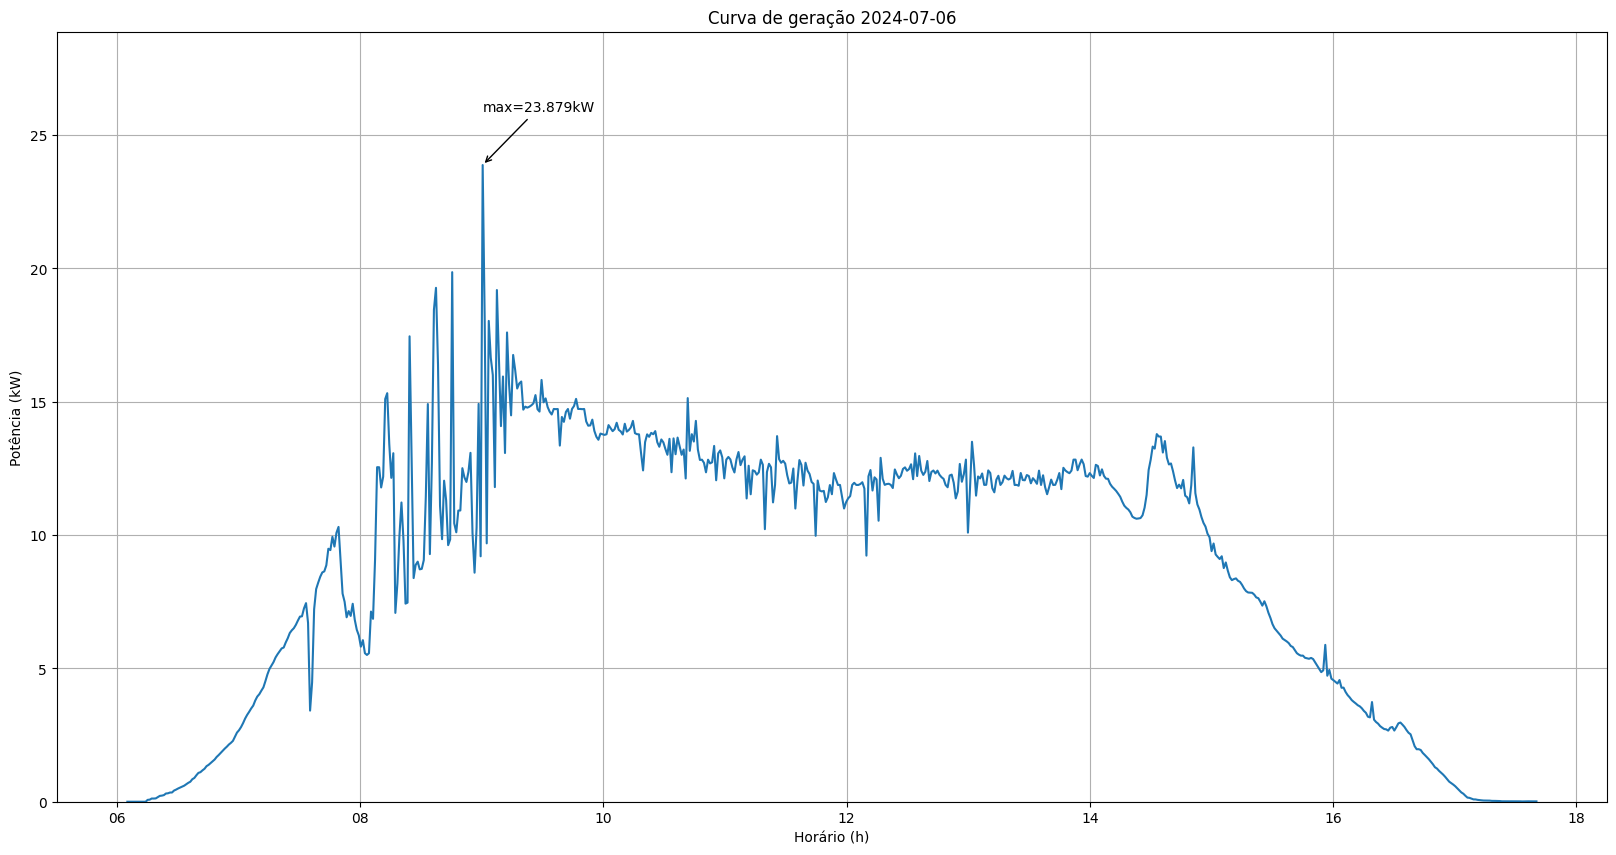 Curva de geração 2024-07-06
max=23.879kW
Potência (kW)
25
20
15
10
5
0
06 08 10 12 14 16 18
Horário (h)